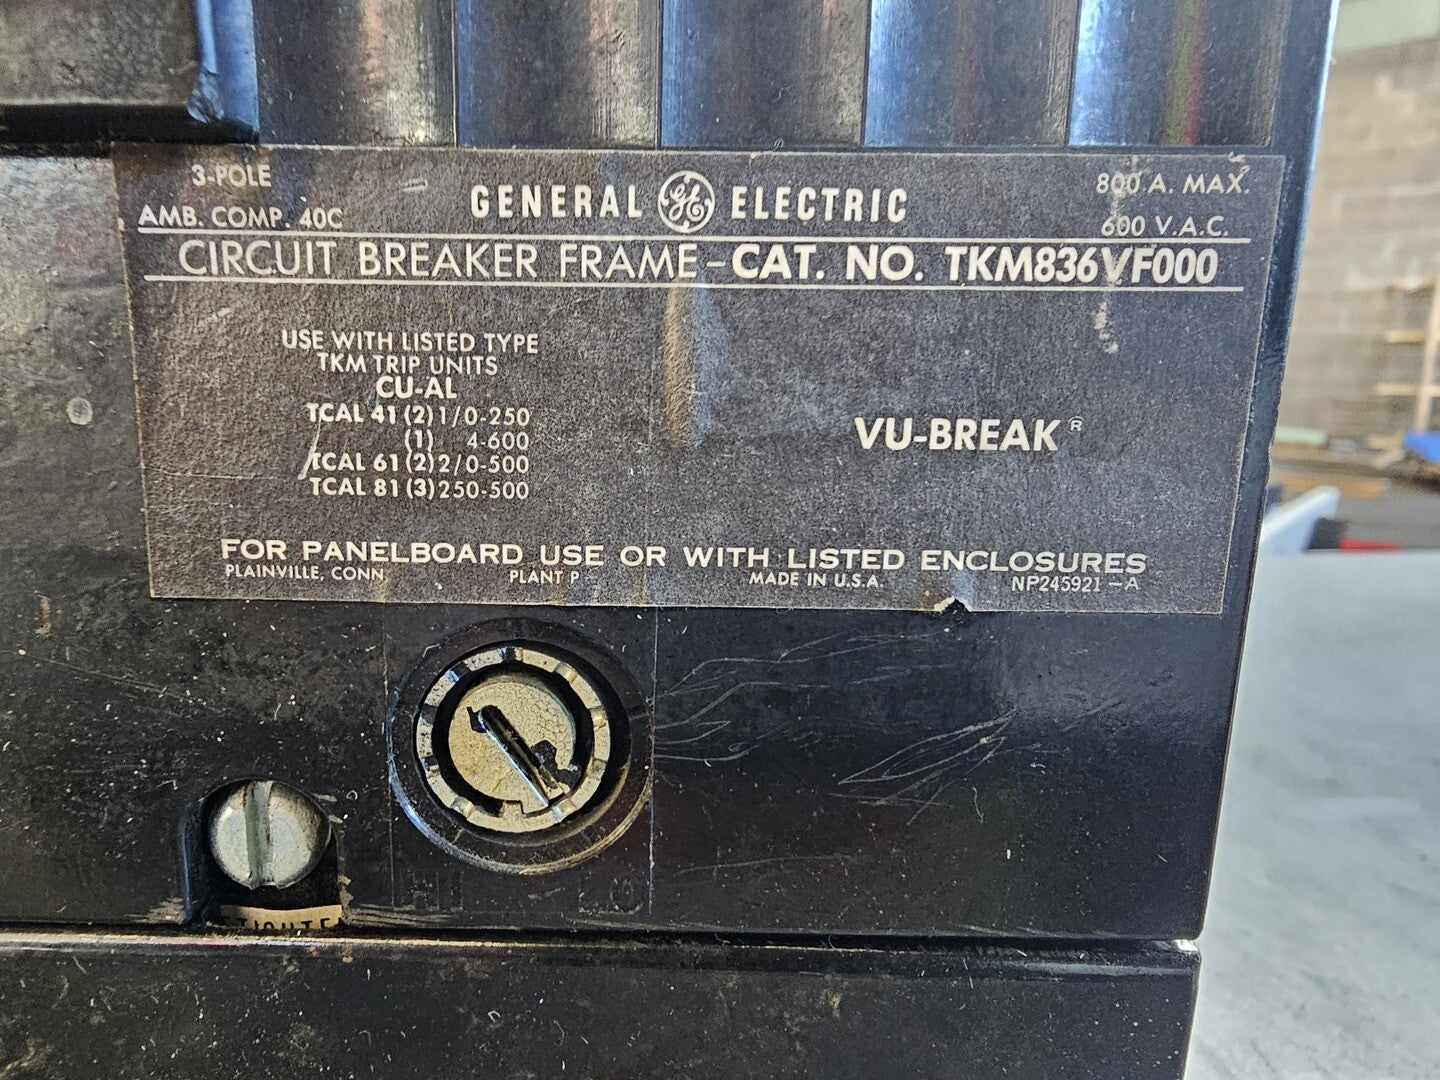 3-POLE
AMB. COMP. 40C
GENERAL GE ELECTRIC
800 A. MAX.
600 V.A.C.
CIRCUIT BREAKER FRAME-CAT. NO. TKM836VF000
USE WITH LISTED TYPE
TKM TRIP UNITS
CU-AL
TCAL 41 (2) 1/0-250
(1) 4-600
TCAL 61 (2) 2/0-500
TCAL 81 (3) 250-500
VU-BREAK®
FOR PANELBOARD USE OR WITH LISTED ENCLOSURES
PLAINVILLE, CONN. PLANT P MADE IN U.S.A. NP245921-A
HI LO